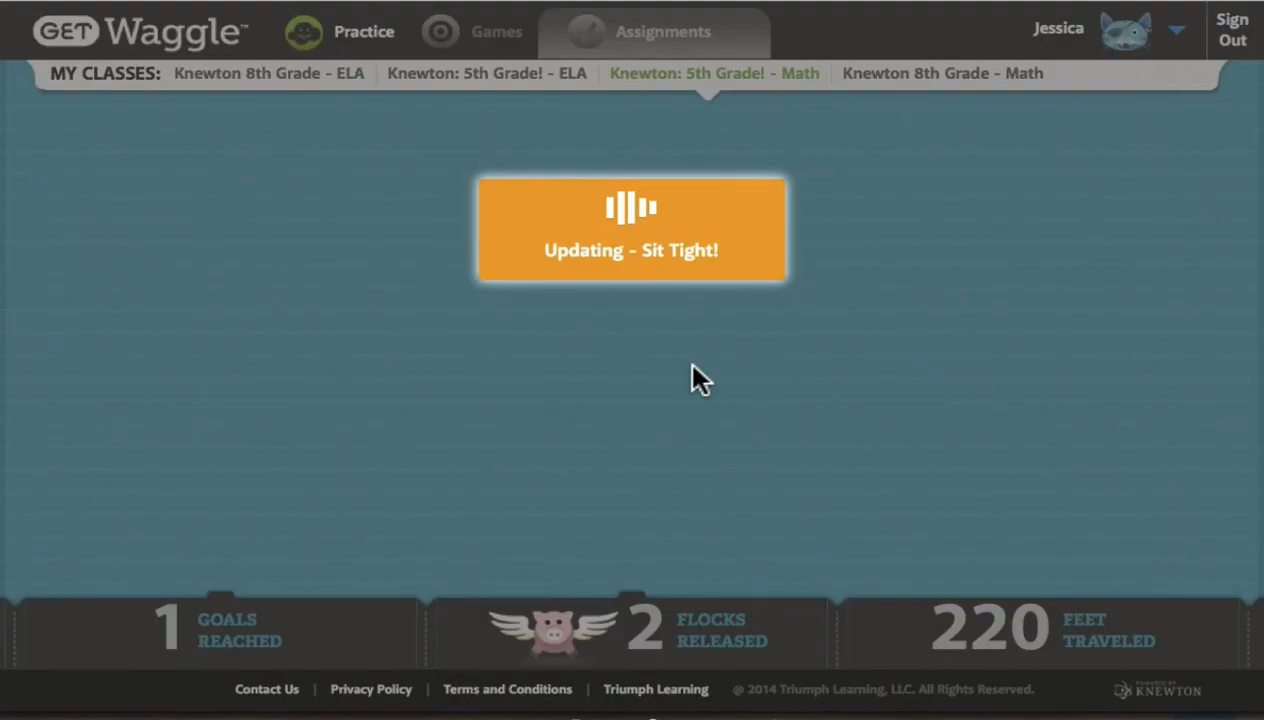 GET Waggle™ Practice Games Assignments Jessica Sign Out
MY CLASSES: Knewton 8th Grade - ELA Knewton: 5th Grade! - ELA Knewton: 5th Grade! - Math Knewton 8th Grade - Math
Updating - Sit Tight!
1 GOALS REACHED
2 FLOCKS RELEASED
220 FEET TRAVELED
Contact Us | Privacy Policy | Terms and Conditions | Triumph Learning @ 2014 Triumph Learning, LLC. All Rights Reserved. POWERED BY KNEWTON